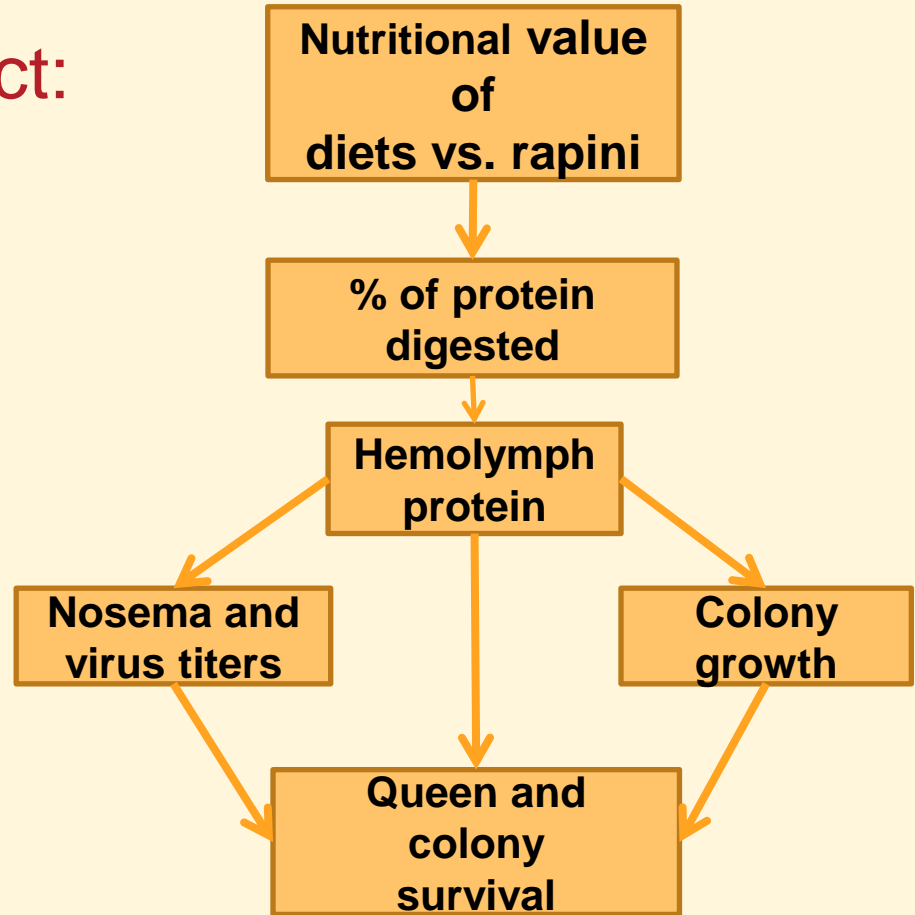 ct:
Nutritional value
of
diets vs. rapini
% of protein
digested
Hemolymph
protein
Nosema and
virus titers
Colony
growth
Queen and
colony
survival